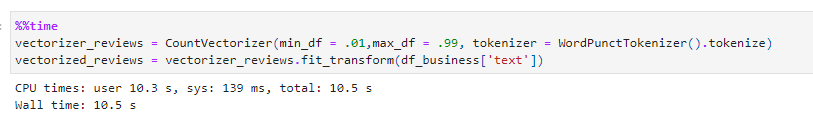 %%time
vectorizer_reviews = CountVectorizer(min_df = .01,max_df = .99, tokenizer = WordPunctTokenizer().tokenize)
vectorized_reviews = vectorizer_reviews.fit_transform(df_business['text'])
CPU times: user 10.3 s, sys: 139 ms, total: 10.5 s
Wall time: 10.5 s